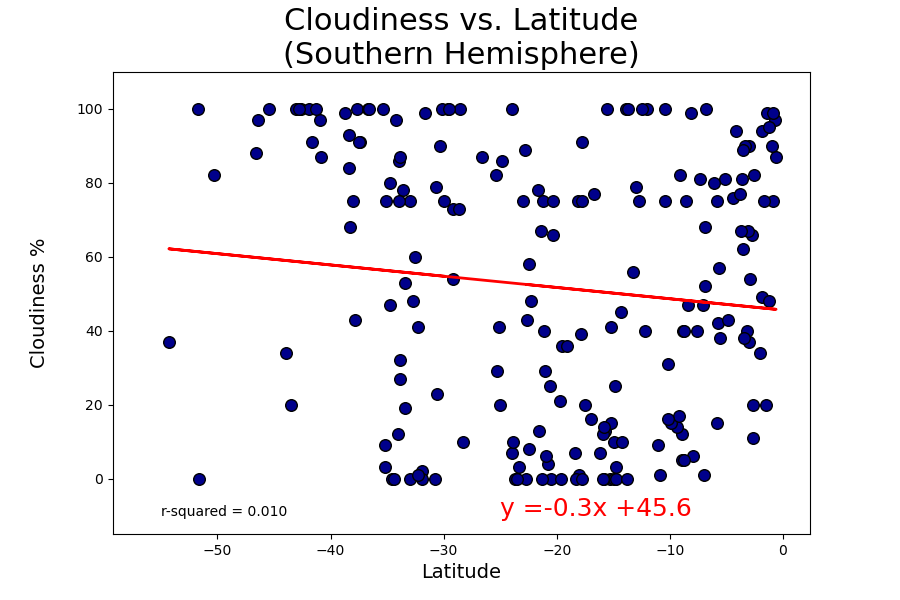 Cloudiness vs. Latitude
(Southern Hemisphere)
Cloudiness %
100
80
60
40
20
0
r-squared = 0.010
y =-0.3x +45.6
−50
−40
−30
−20
−10
0
Latitude